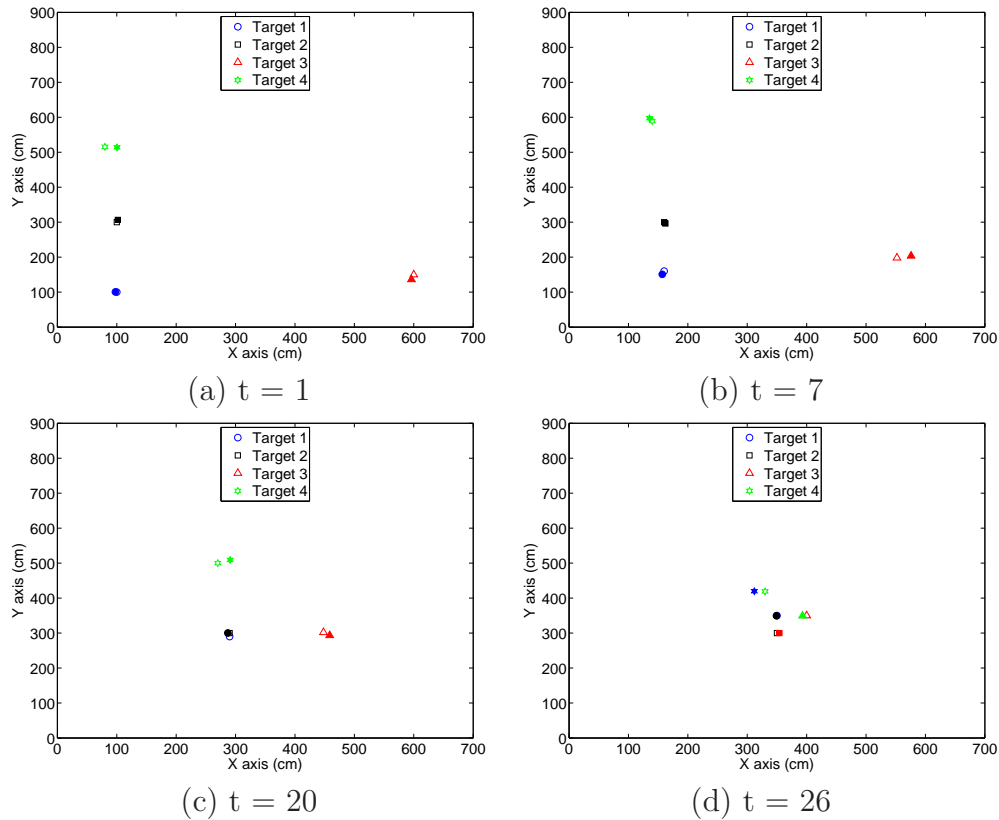 900
800
700
600
500
400
300
200
100
0
Y axis (cm)
Target 1
Target 2
Target 3
Target 4
0 100 200 300 400 500 600 700
X axis (cm)
(a) t = 1
900
800
700
600
500
400
300
200
100
0
Y axis (cm)
Target 1
Target 2
Target 3
Target 4
0 100 200 300 400 500 600 700
X axis (cm)
(b) t = 7
900
800
700
600
500
400
300
200
100
0
Y axis (cm)
Target 1
Target 2
Target 3
Target 4
0 100 200 300 400 500 600 700
X axis (cm)
(c) t = 20
900
800
700
600
500
400
300
200
100
0
Y axis (cm)
Target 1
Target 2
Target 3
Target 4
0 100 200 300 400 500 600 700
X axis (cm)
(d) t = 26